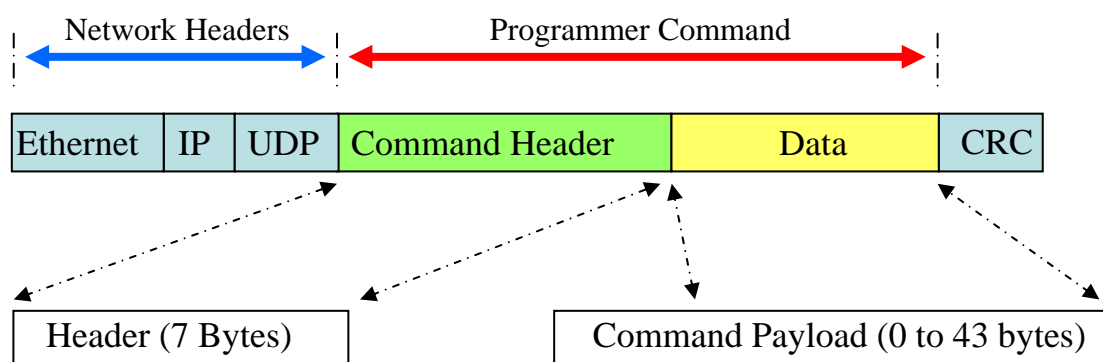 Network Headers
Programmer Command
Ethernet IP UDP Command Header Data CRC
Header (7 Bytes)
Command Payload (0 to 43 bytes)